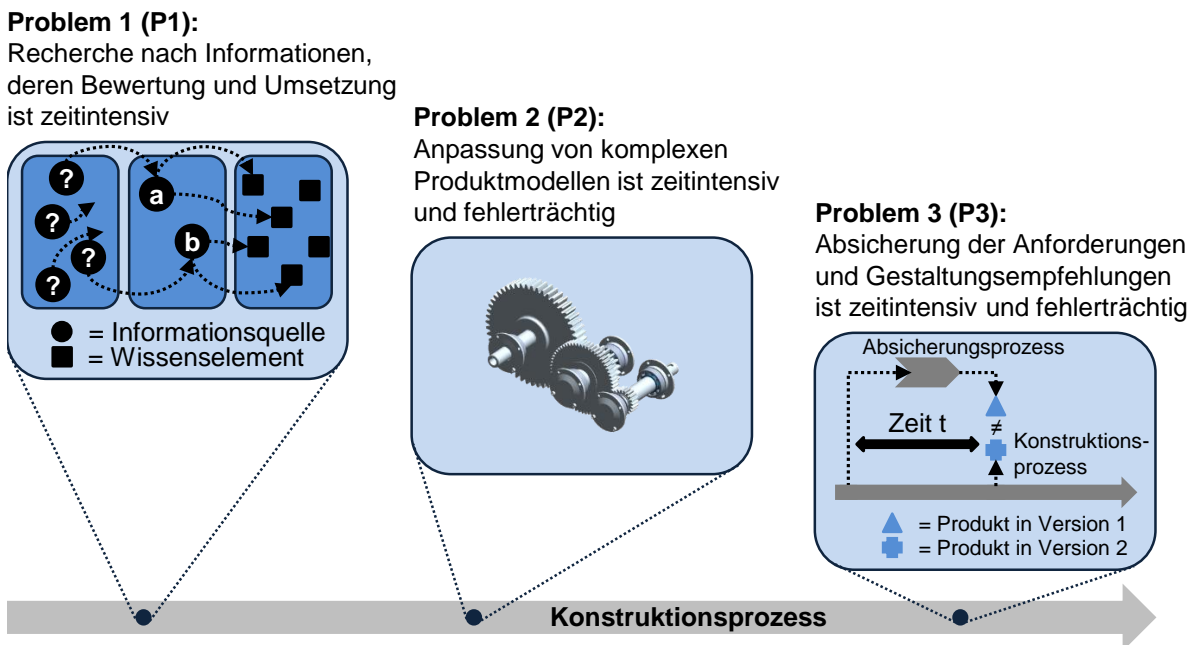 Problem 1 (P1):
Recherche nach Informationen,
deren Bewertung und Umsetzung
ist zeitintensiv
?
?
?
?
a
b
= Informationsquelle
= Wissenselement
Problem 2 (P2):
Anpassung von komplexen
Produktmodellen ist zeitintensiv
und fehlerträchtig
Problem 3 (P3):
Absicherung der Anforderungen
und Gestaltungsempfehlungen
ist zeitintensiv und fehlerträchtig
Absicherungsprozess
Zeit t
≠
Konstruktions-
prozess
= Produkt in Version 1
= Produkt in Version 2
Konstruktionsprozess